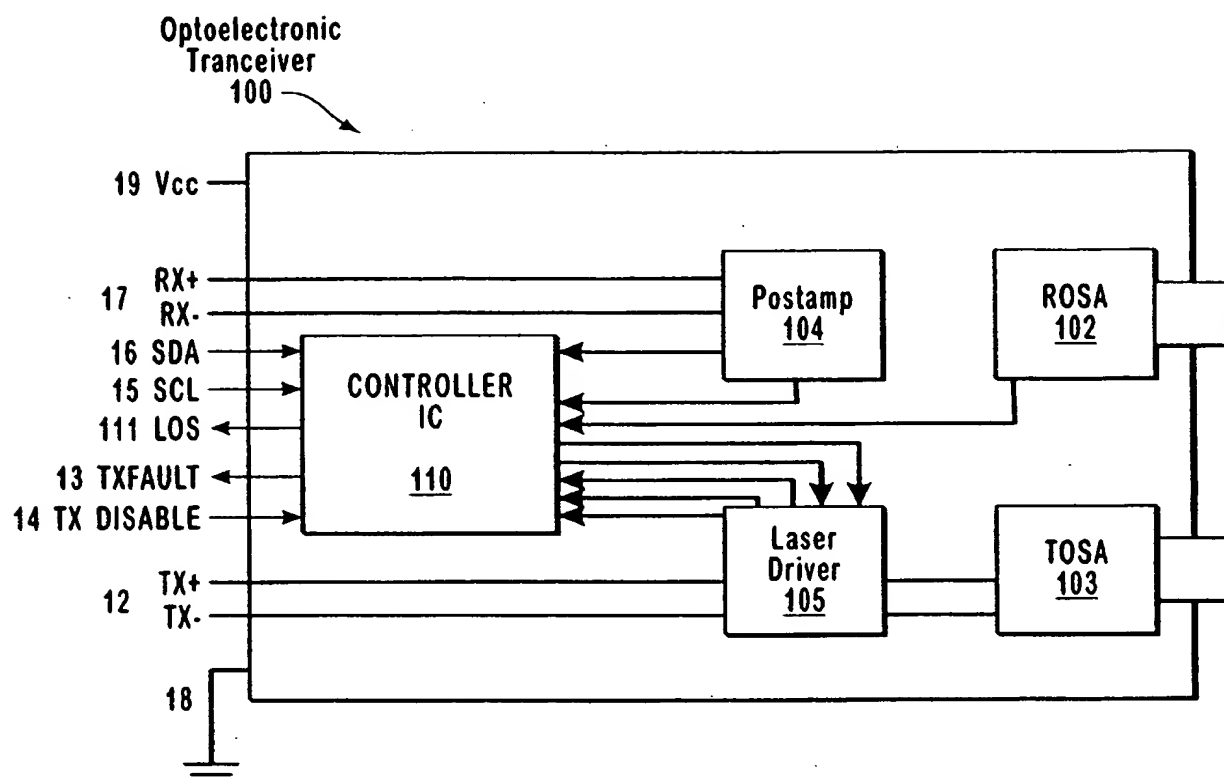 Optoelectronic
Tranceiver
100
19 Vcc
RX+
17
RX-
16 SDA
15 SCL
111 LOS
13 TXFAULT
14 TX DISABLE
TX+
12
TX-
18
CONTROLLER
IC
110
Postamp
104
ROSA
102
Laser
Driver
105
TOSA
103